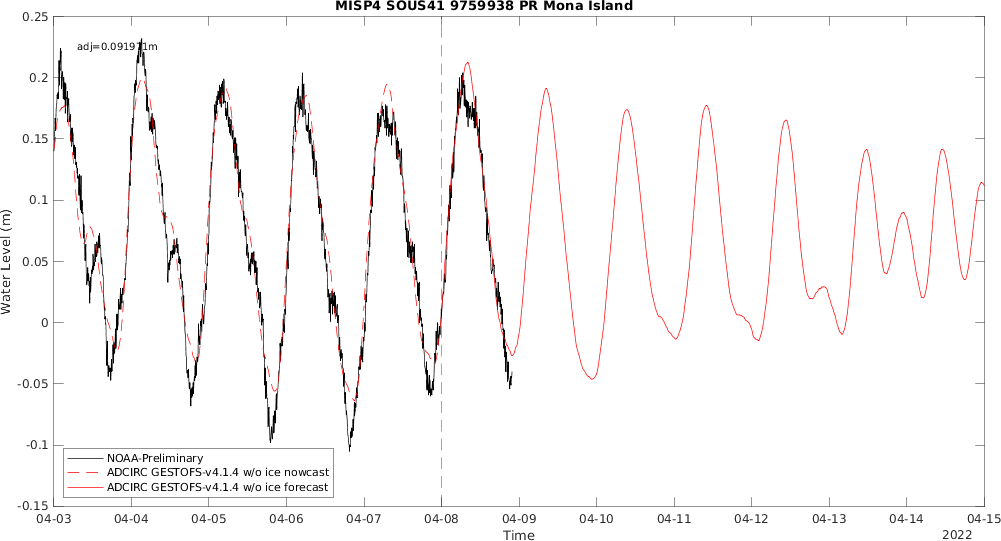 MISP4 SOUS41 9759938 PR Mona Island
adj=0.091971m
0.25
0.2
0.15
0.1
0.05
0
-0.05
-0.1
-0.15
Water Level (m)
NOAA-Preliminary
ADCIRC GESTOFS-v4.1.4 w/o ice nowcast
ADCIRC GESTOFS-v4.1.4 w/o ice forecast
04-03 04-04 04-05 04-06 04-07 04-08 04-09 04-10 04-11 04-12 04-13 04-14 04-15
Time
2022